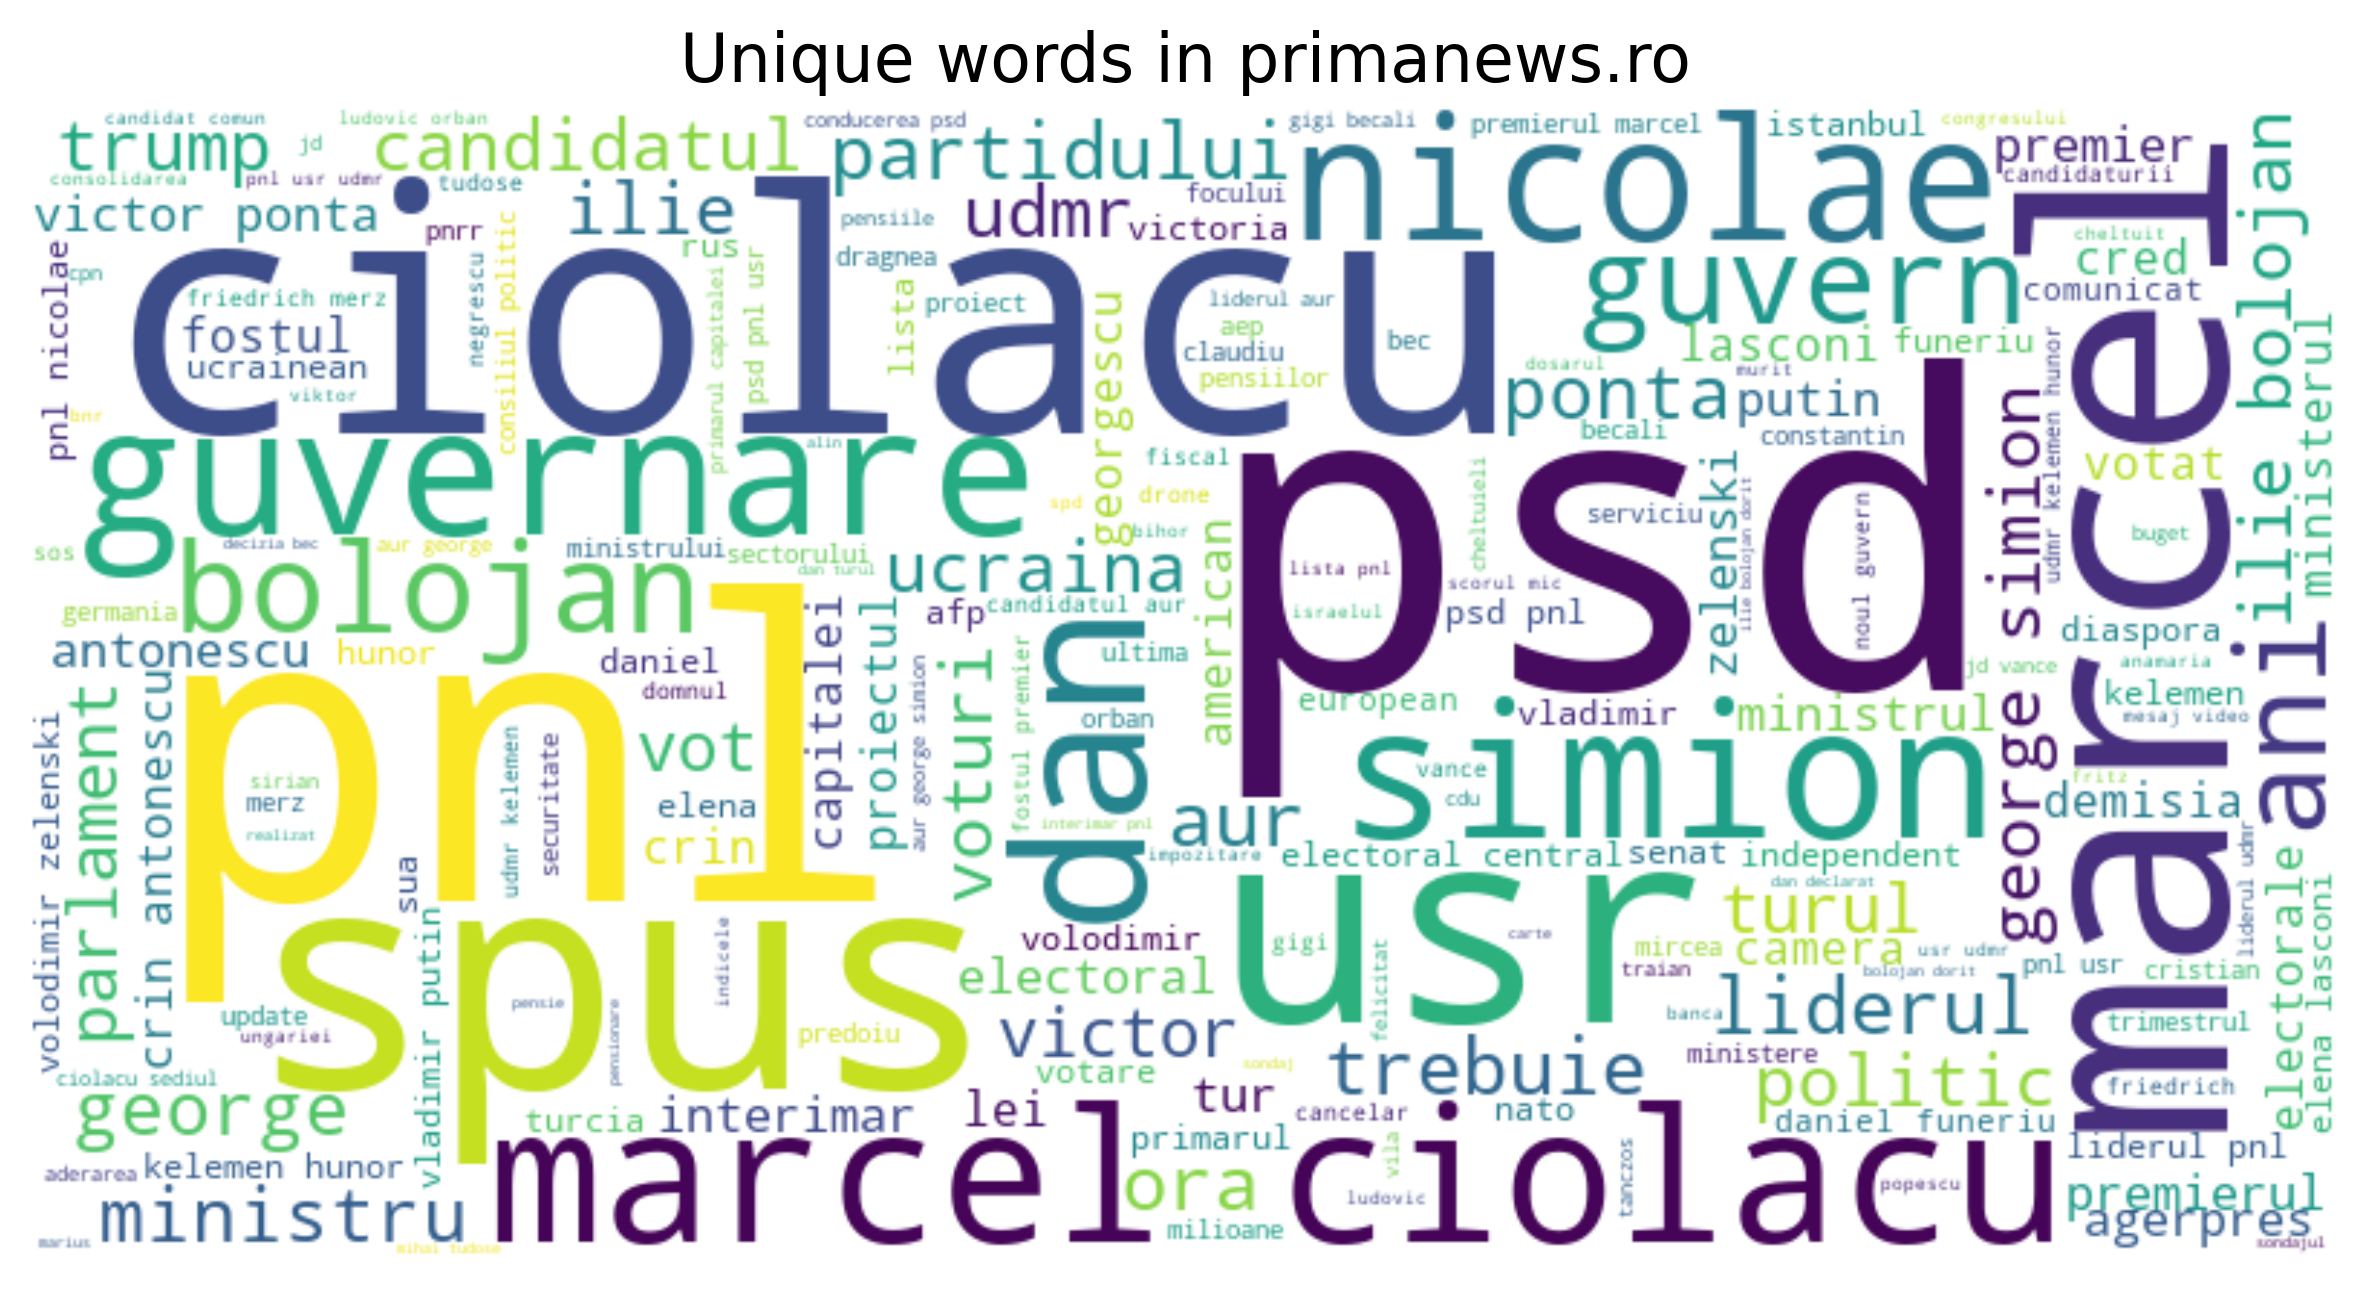 Unique words in primanews.ro
candidat comun
ludovic orban
conducerea psd
gigi becali
premierul marcel
istanbul
congresului
trump
jd
candidatul
partidului
nicolae
premier
candidaturii
consolidarea
pnl usr udmr
tudose
ilie
udmr
focului
victor ponta
pnrr
pensiile
victoria
rus
dragnea
marcel
ilie bolojan
cheltuit
cred
comunicat
pnl nicolae
cpn
ciolacu
negrescu
consiliul politic
primarul capitalei
psd pnl usr
lista
proiect
georgescu
liderul aur
guvern
friedrich merz
fostul
ucrainean
viktor
bnr
aep
claudiu
bec
pensiilor
lasconi
funeriu
dosarul
murit
ponta
putin
becali
constantin
udmr kelemen hunor
ministerul
george simion
votat
guvernare
alin
fiscal
drone
spd
bihor
psd
cheltuieli
serviciu
zelenski
ilie bolojan dorit
noul guvern
buget
sos
decizia bec
aur george
ministrului
sectorului
dan turul
ucraina
american
lista pnl
scorul mic
israelul
psd pnl
germania
bolojan
afp
candidatul aur
antonescu
hunor
daniel
domnul
capitalei
proiectul
aur george simion
voturi
fostul premier
dan
ultima
orban
european
vladimir
ministrul
jd vance
diaspora
anamaria
kelemen
mesaj video
ani
volodimir zelenski
parlament
crin antonescu
pnl
sirian
merz
realizat
udmr kelemen
securitate
vot
elena
crin
interimar pnl
simion
vance
cdu
fritz
demisia
aur
impozitare
electoral central
senat
independent
liderul udmr
electorale
elena lasconi
sua
spus
indicele
pensie
pensionare
volodimir
electoral
usr
gigi
felicitat
carte
dan declarat
turul
mircea
camera
usr udmr
traian
bolojan dorit
pnl usr
cristian
vladimir putin
update
ungariei
predoiu
victor
banca
liderul
trimestrul
ciolacu sediul
votare
sondaj
trebuie
ministere
politic
friedrich
george
turcia
interimar
lei
tur
cancelar
nato
daniel funeriu
primarul
aderarea
kelemen hunor
marcel ciolacu
ora
vila
ludovic
tanczos
popescu
liderul pnl
premierul
ministru
milioane
agerpres
marius
mihai tudose
sondajul